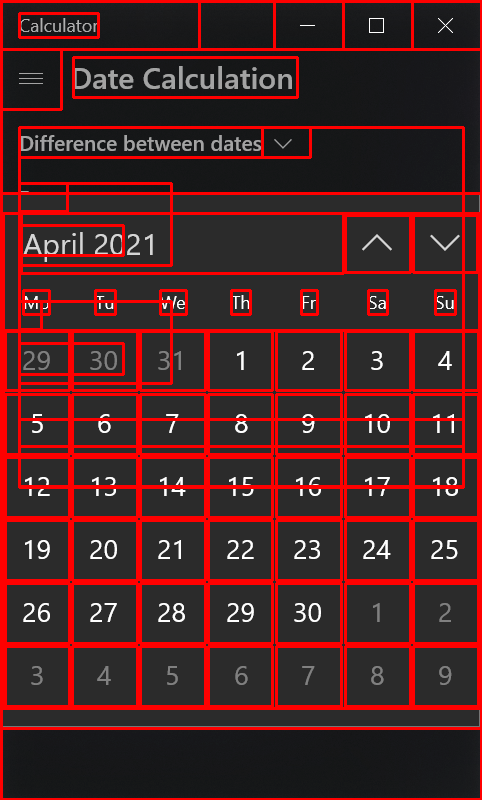 Calculator
Date Calculation
Difference between dates
April 2021
Mo Tu We Th Fr Sa Su
29 30 31 1 2 3 4
5 6 7 8 9 10 11
12 13 14 15 16 17 18
19 20 21 22 23 24 25
26 27 28 29 30 1 2
3 4 5 6 7 8 9